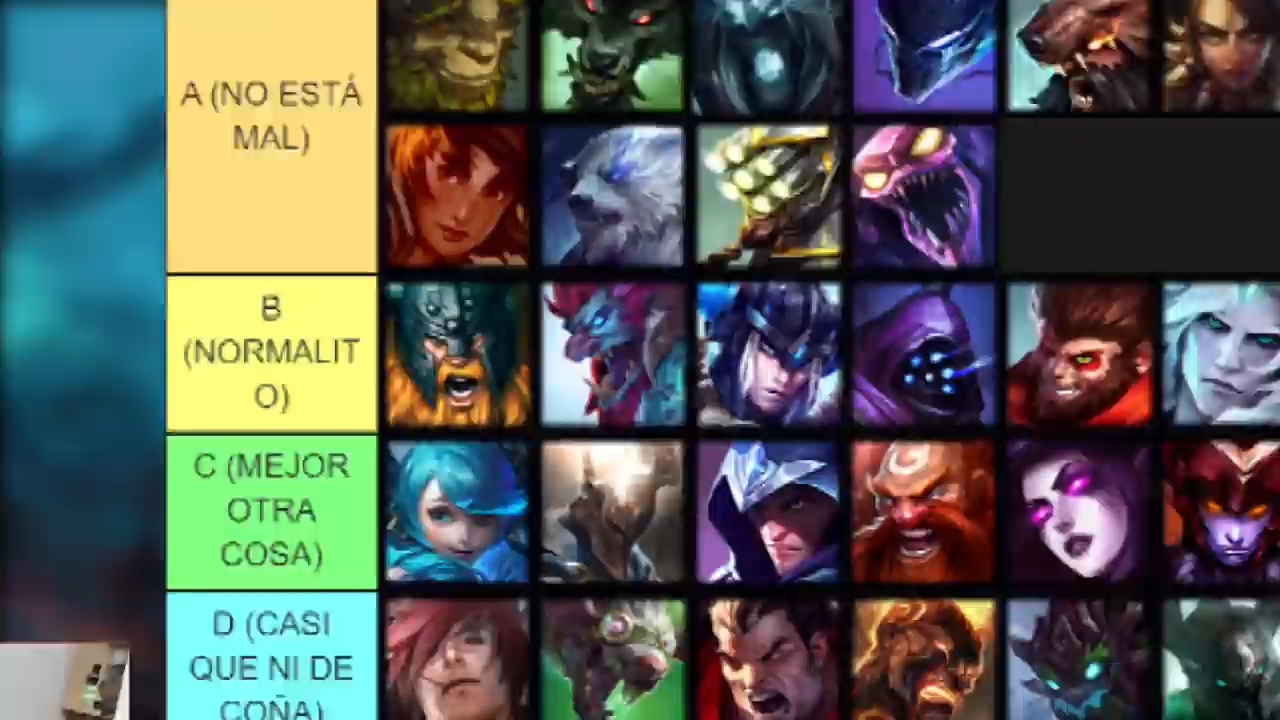 A (NO ESTÁ
MAL)
B
(NORMALIT
O)
C (MEJOR
OTRA
COSA)
D (CASI
QUE NI DE
COÑA)